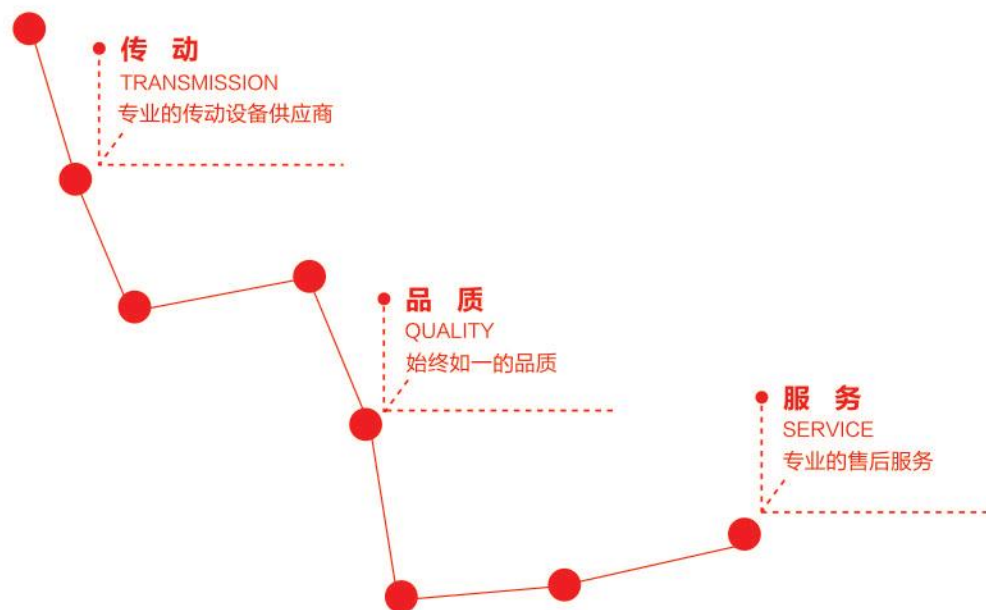 传 动
TRANSMISSION
专业的传动设备供应商
品 质
QUALITY
始终如一的品质
服 务
SERVICE
专业的售后服务